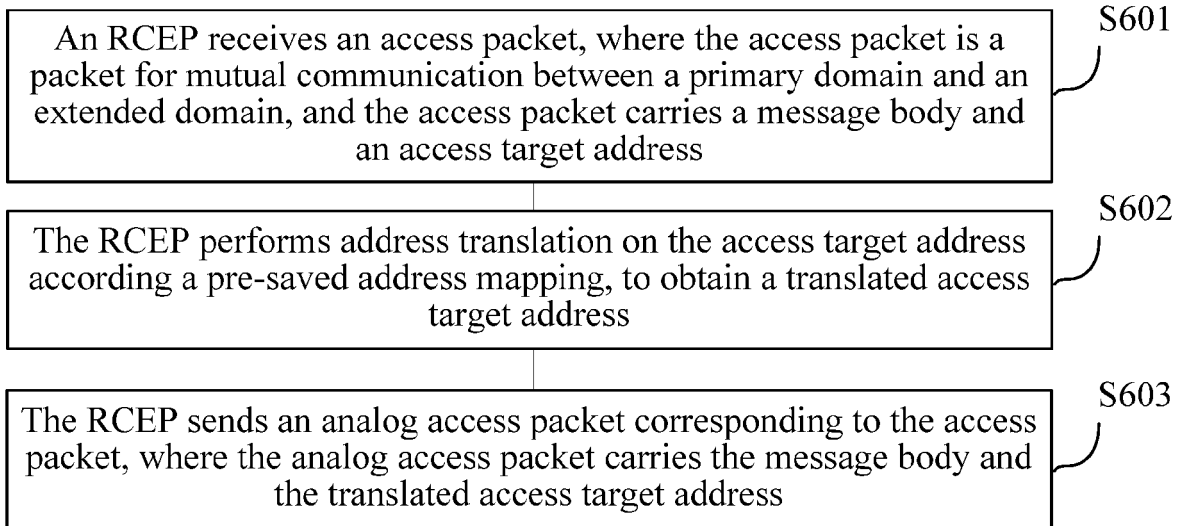 S601
An RCEP receives an access packet, where the access packet is a
packet for mutual communication between a primary domain and an
extended domain, and the access packet carries a message body and
an access target address
S602
The RCEP performs address translation on the access target address
according a pre-saved address mapping, to obtain a translated access
target address
S603
The RCEP sends an analog access packet corresponding to the access
packet, where the analog access packet carries the message body and
the translated access target address